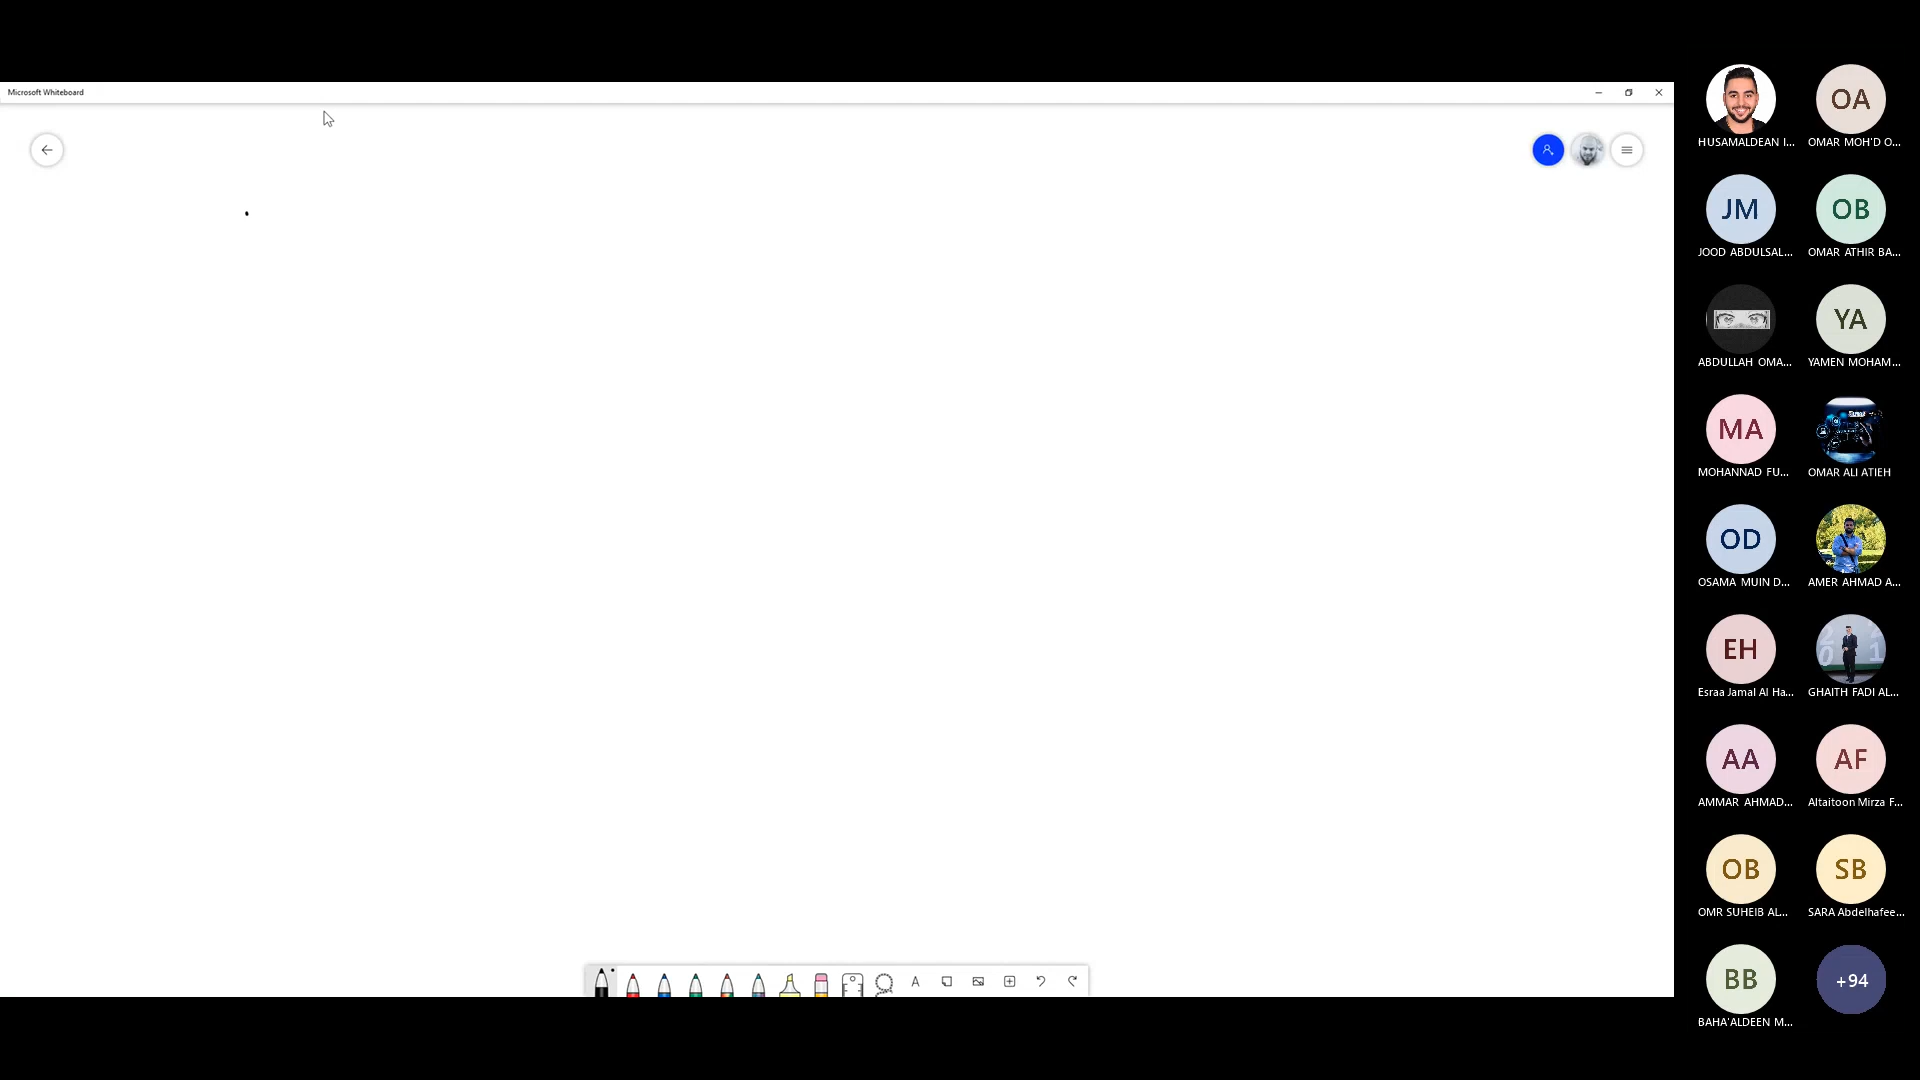 Microsoft Whiteboard
HUSAMALDEAN I...
OA
OMAR MOH'D O...
JM
JOOD ABDULSAL...
OB
OMAR ATHIR BA...
ABDULLAH OMA...
YA
YAMEN MOHAM...
MA
MOHANNAD FU...
OMAR ALI ATIEH
OD
OSAMA MUIN D...
AMER AHMAD A...
EH
Esraa Jamal Al Ha...
GHAITH FADI AL...
AA
AMMAR AHMAD...
AF
Altaitoon Mirza F...
OB
OMR SUHEIB AL...
SB
SARA Abdelhafee...
BB
BAHA'ALDEEN M...
+94
A